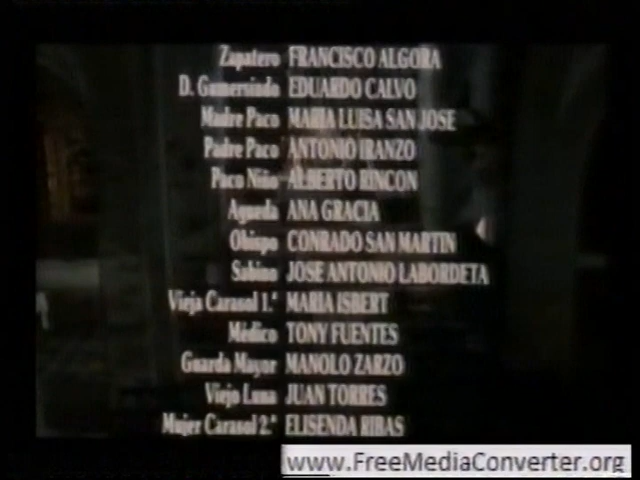 Zapatero FRANCISCO ALGORA
D. Gumersindo EDUARDO CALVO
Madre Paco MARIA LUISA SAN JOSE
Padre Paco ANTONIO IRANZO
Paco Niño ALBERTO RINCON
Agueda ANA GRACIA
Obispo CONRADO SAN MARTIN
Sabino JOSE ANTONIO LABORDETA
Vieja Carasol 1.ª MARIA ISBERT
Médico TONY FUENTES
Guarda Mayor MANOLO ZARZO
Viejo Luna JUAN TORRES
Mujer Carasol 2.ª ELISENDA RIBAS
www.FreeMediaConverter.org